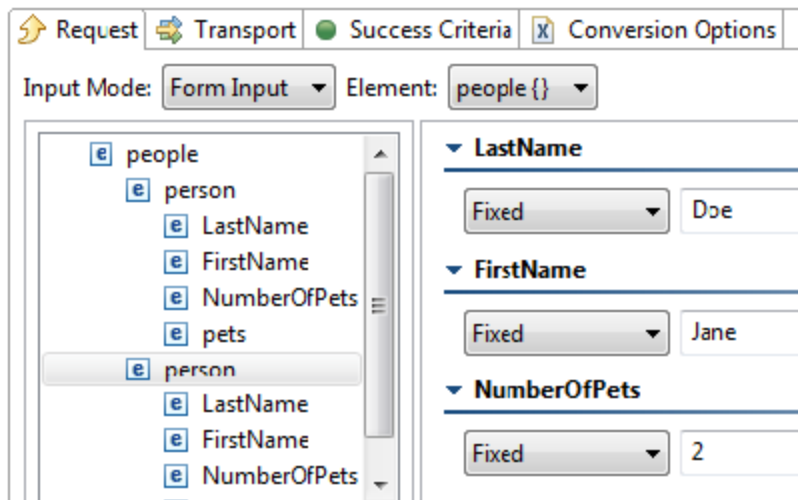 Request Transport Success Criteria Conversion Options
Input Mode: Form Input Element: people {}
people
person
LastName
FirstName
NumberOfPets
pets
person
LastName
FirstName
NumberOfPets
LastName
Fixed Doe
FirstName
Fixed Jane
NumberOfPets
Fixed 2